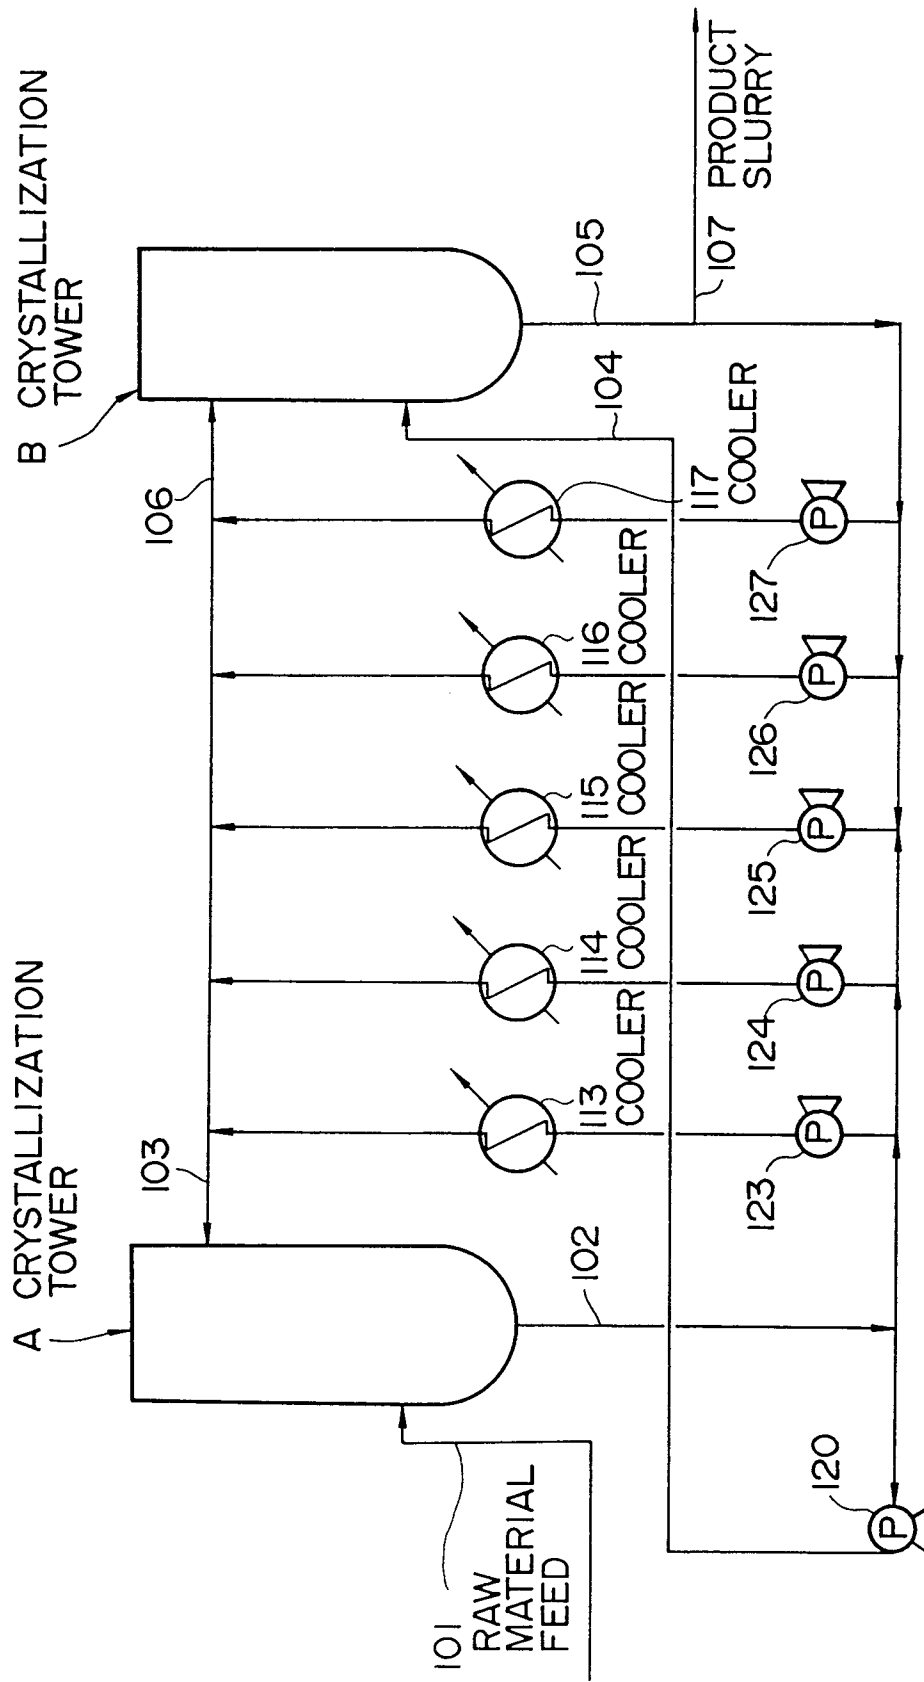 A CRYSTALLIZATION
TOWER
B CRYSTALLIZATION
TOWER
103
106
101
RAW
MATERIAL
FEED
102
113
COOLER
114
COOLER
115
COOLER
116
COOLER
117
COOLER
104
105
107 PRODUCT
SLURRY
P
120
P
123
P
124
P
125
P
126
P
127